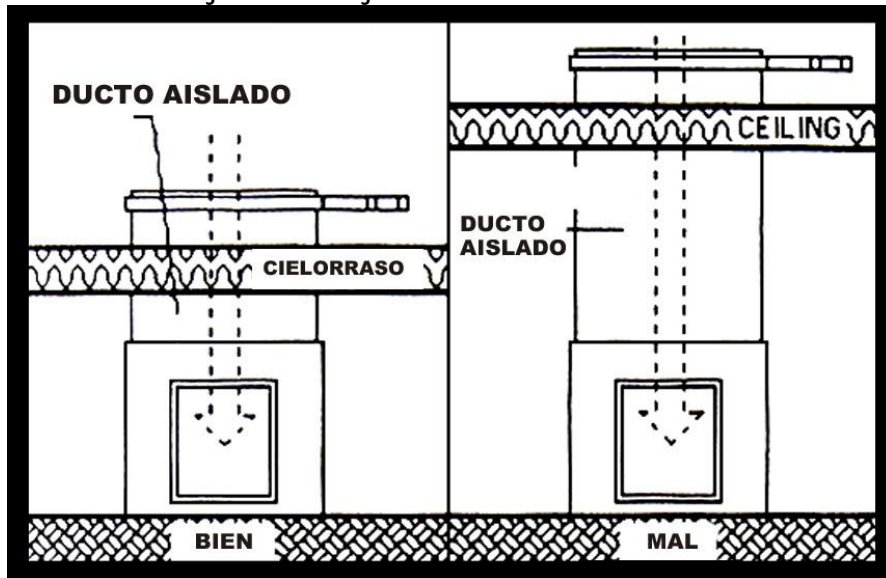 DUCTO AISLADO
CIELORRASO
BIEN
CEILING
DUCTO
AISLADO
MAL